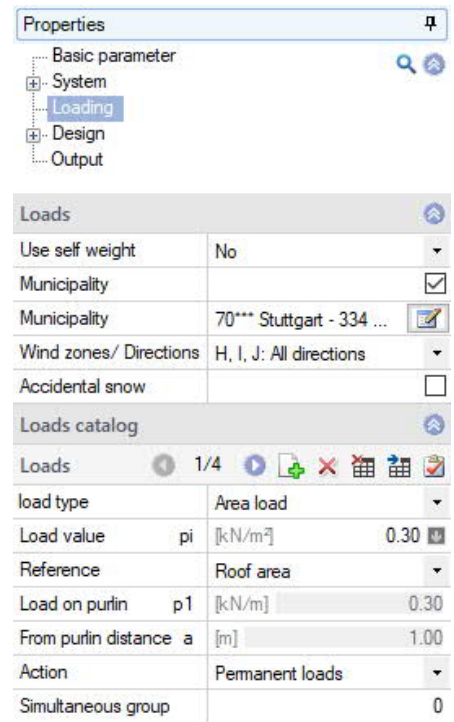 Properties
Basic parameter
System
Loading
Design
Output
Loads
Use self weight No
Municipality
Municipality 70*** Stuttgart - 334 ...
Wind zones/ Directions H, I, J: All directions
Accidental snow
Loads catalog
Loads 1/4
load type Area load
Load value pi [kN/m²] 0.30
Reference Roof area
Load on purlin p1 [kN/m] 0.30
From purlin distance a [m] 1.00
Action Permanent loads
Simultaneous group 0